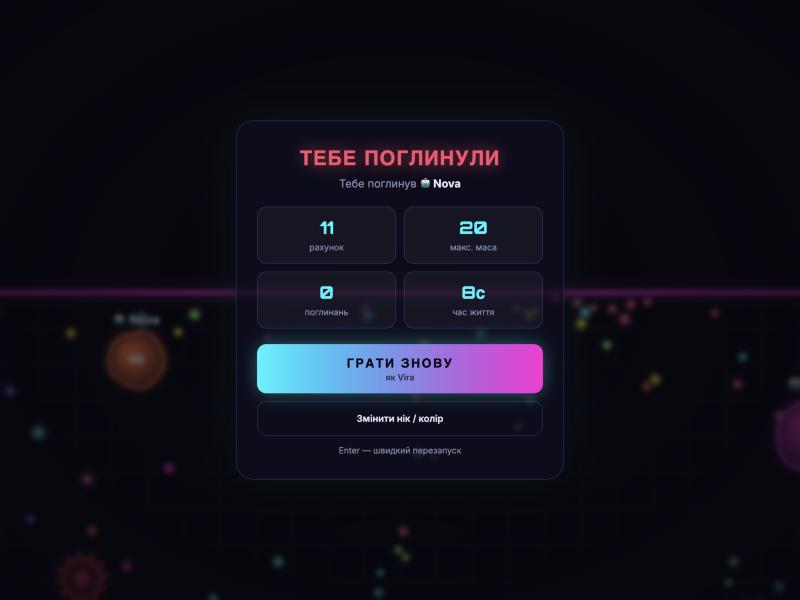 ТЕБЕ ПОГЛИНУЛИ
Тебе поглинув 🤖 Nova
11
рахунок
20
макс. маса
0
поглинань
8с
час життя
ГРАТИ ЗНОВУ
як Vira
Змінити нік / колір
Enter — швидкий перезапуск
Nova